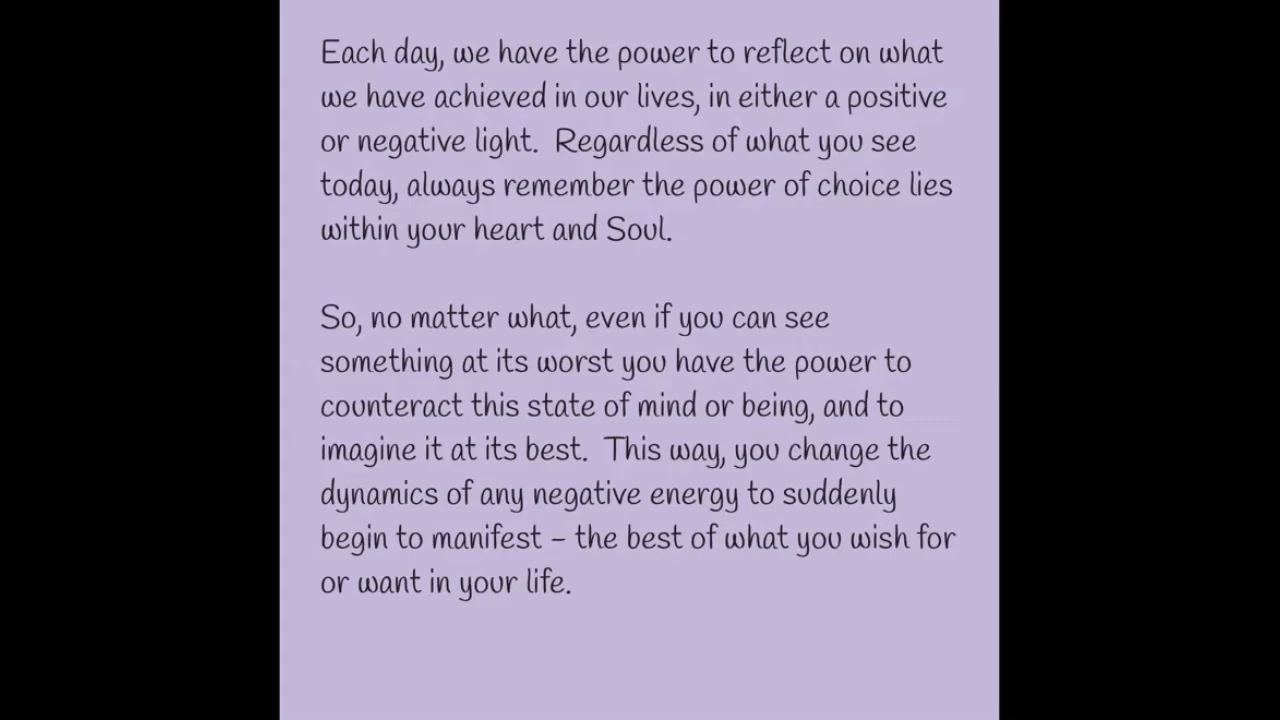 Each day, we have the power to reflect on what
we have achieved in our lives, in either a positive
or negative light.  Regardless of what you see
today, always remember the power of choice lies
within your heart and Soul.
So, no matter what, even if you can see
something at its worst you have the power to
counteract this state of mind or being, and to
imagine it at its best.  This way, you change the
dynamics of any negative energy to suddenly
begin to manifest – the best of what you wish for
or want in your life.